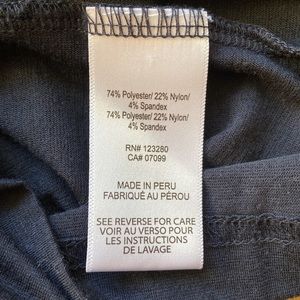 74% Polyester/ 22% Nylon/
4% Spandex
74% Polyester/ 22% Nylon/
4% Spandex
RN# 123280
CA# 07099
MADE IN PERU
FABRIQUÉ AU PÉROU
SEE REVERSE FOR CARE
VOIR AU VERSO POUR
LES INSTRUCTIONS
DE LAVAGE